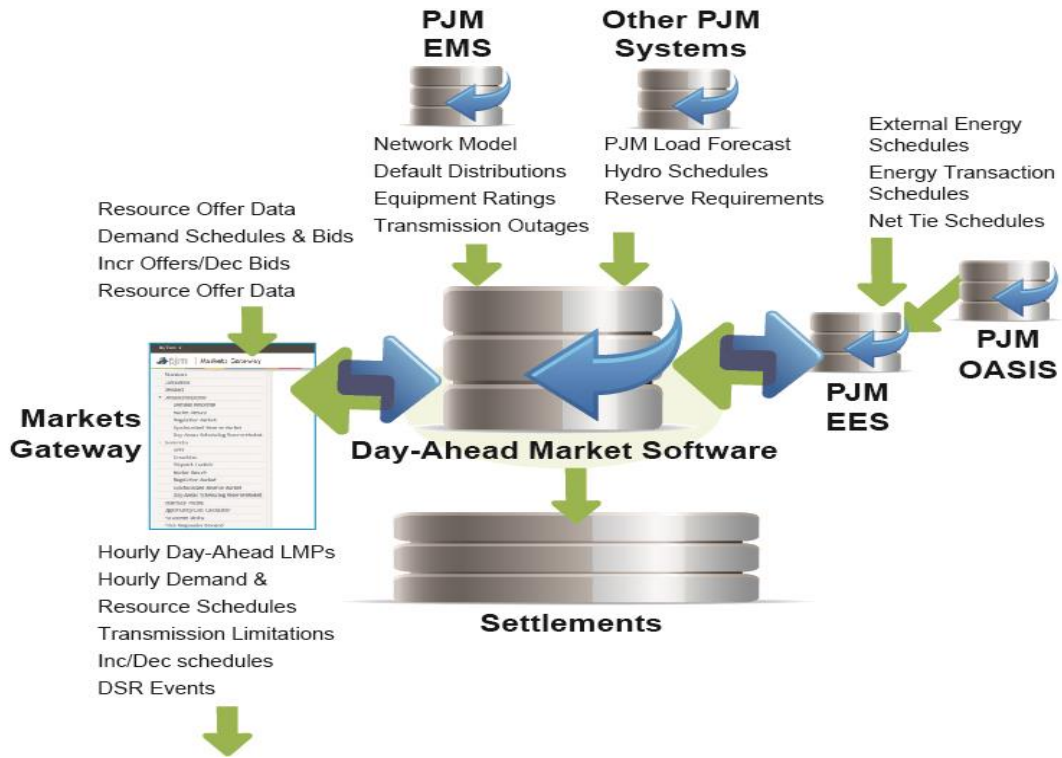 PJM
EMS
Other PJM
Systems
Network Model
Default Distributions
Equipment Ratings
Transmission Outages
PJM Load Forecast
Hydro Schedules
Reserve Requirements
External Energy
Schedules
Energy Transaction
Schedules
Net Tie Schedules
Resource Offer Data
Demand Schedules & Bids
Incr Offers/Dec Bids
Resource Offer Data
PJM
OASIS
PJM
EES
pjm Markets Gateway
Markets
Gateway
Day-Ahead Market Software
Hourly Day-Ahead LMPs
Hourly Demand &
Resource Schedules
Transmission Limitations
Inc/Dec schedules
DSR Events
Settlements